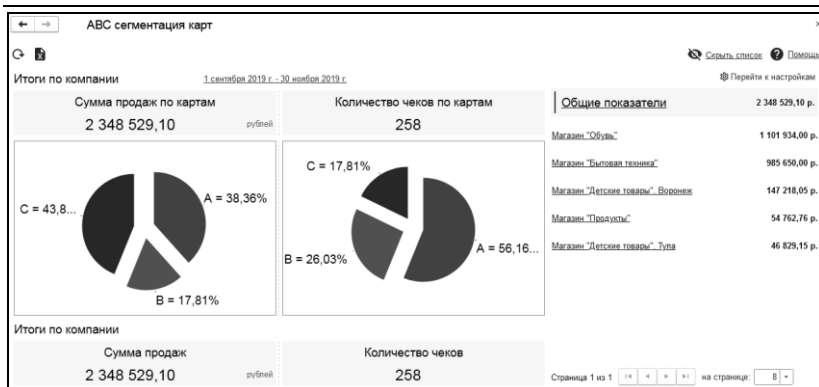 АВС сегментация карт
Скрыть список
Помощь
Итоги по компании
1 сентября 2019 г. - 30 ноября 2019 г.
Перейти к настройкам
Сумма продаж по картам
2 348 529,10 рублей
Количество чеков по картам
258
Общие показатели 2 348 529,10 р.
Магазин "Обувь" 1 101 934,00 р.
Магазин "Бытовая техника" 985 650,00 р.
Магазин "Детские товары". Воронеж 147 218,05 р.
Магазин "Продукты" 54 762,76 р.
Магазин "Детские товары". Тула 46 829,15 р.
C = 43,8...
A = 38,36%
B = 17,81%
C = 17,81%
B = 26,03%
A = 56,16...
Итоги по компании
Сумма продаж
2 348 529,10 рублей
Количество чеков
258
Страница 1 из 1
на странице: 8